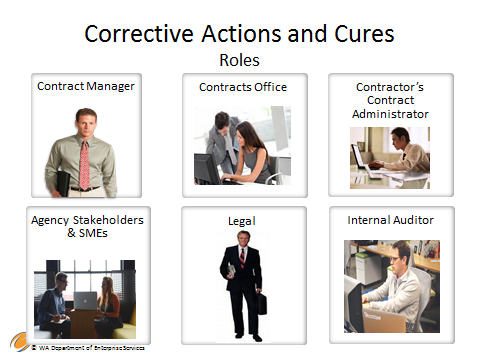 Corrective Actions and Cures
Roles
Contract Manager
Contracts Office
Contractor's
Contract
Administrator
Agency Stakeholders
& SMEs
Legal
Internal Auditor
© WA Department of Enterprise Services